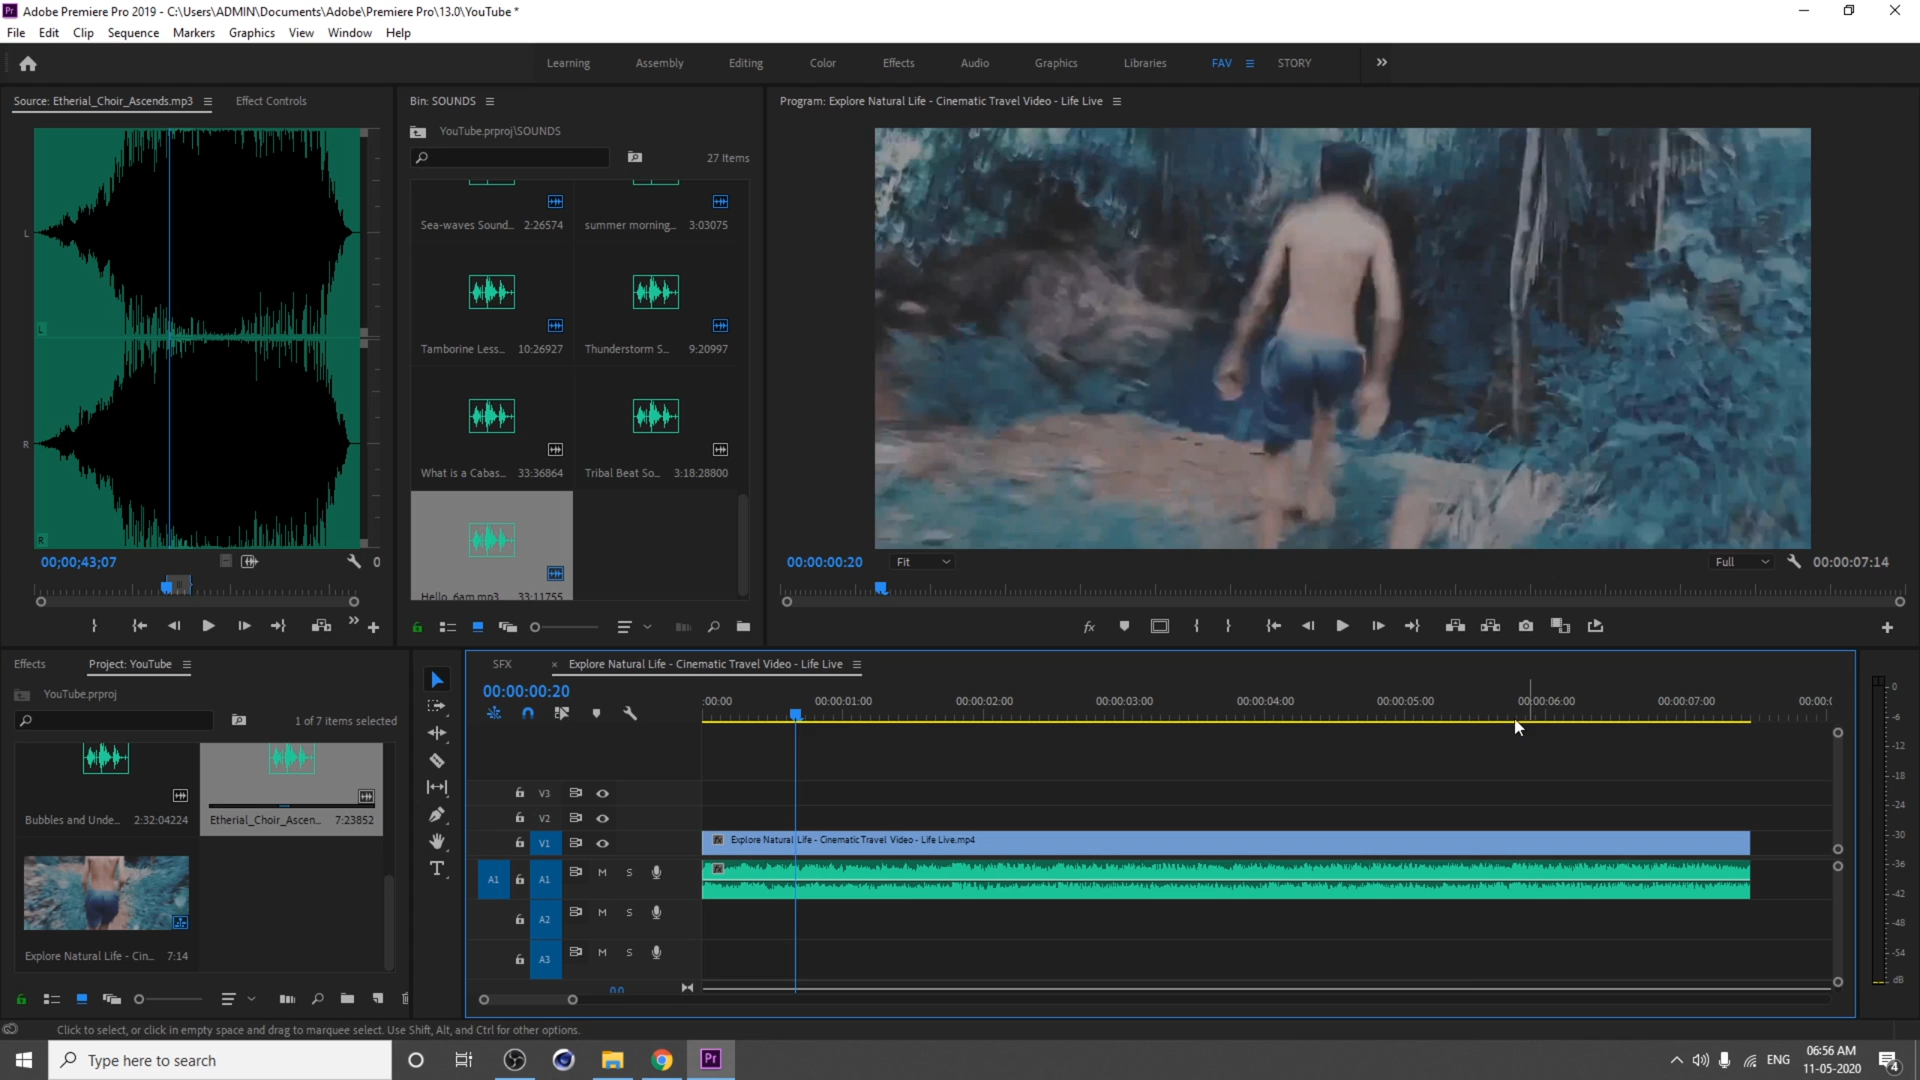 Pr Adobe Premiere Pro 2019 - C:\Users\ADMIN\Documents\Adobe\Premiere Pro\13.0\YouTube *
File Edit Clip Sequence Markers Graphics View Window Help
Learning Assembly Editing Color Effects Audio Graphics Libraries FAV STORY
Source: Etherial_Choir_Ascends.mp3 Effect Controls
L
L
R
R
00;00;43;07 0
Bin: SOUNDS
YouTube.prproj\SOUNDS
27 Items
Sea-waves Sound... 2:26574 summer morning... 3:03075
Tamborine Less... 10:26927 Thunderstorm S... 9:20997
What is a Cabas... 33:36864 Tribal Beat So... 3:18:28800
Hello_6am.mp3 33:11755
Program: Explore Natural Life - Cinematic Travel Video - Life Live
00:00:00:20 Fit Full 00:00:07:14
Effects Project: YouTube
YouTube.prproj
1 of 7 items selected
Bubbles and Unde... 2:32:04224 Etherial_Choir_Ascen... 7:23852
Explore Natural Life - Cin... 7:14
SFX × Explore Natural Life - Cinematic Travel Video - Life Live
00:00:00:20
:00:00 00:00:01:00 00:00:02:00 00:00:03:00 00:00:04:00 00:00:05:00 00:00:06:00 00:00:07:00 00:00:
V3
V2
V1 fx Explore Natural Life - Cinematic Travel Video - Life Live.mp4
A1 A1 M S fx
A2 M S
A3 M S
0.0
0
-6
-12
-18
-24
-30
-36
-42
-48
-54
dB
Click to select, or click in empty space and drag to marquee select. Use Shift, Alt, and Ctrl for other options.
Type here to search
Pr
ENG
06:56 AM
11-05-2020
4